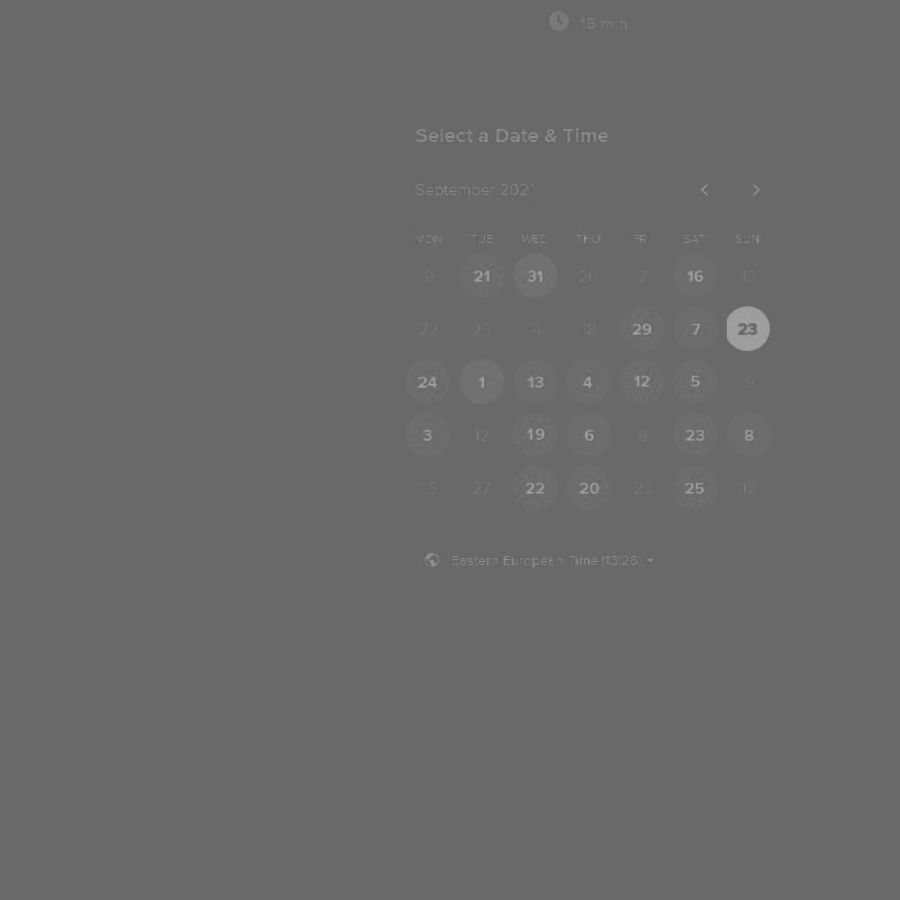 15 min
Select a Date & Time
September 2021
MON TUE WED THU FRI SAT SUN
9 21 31 20 2 16 13
22 23 14 18 29 7 23
24 1 13 4 12 5 9
3 12 19 6 8 23 8
15 27 22 20 23 25 12
Eastern European Time (13:26)